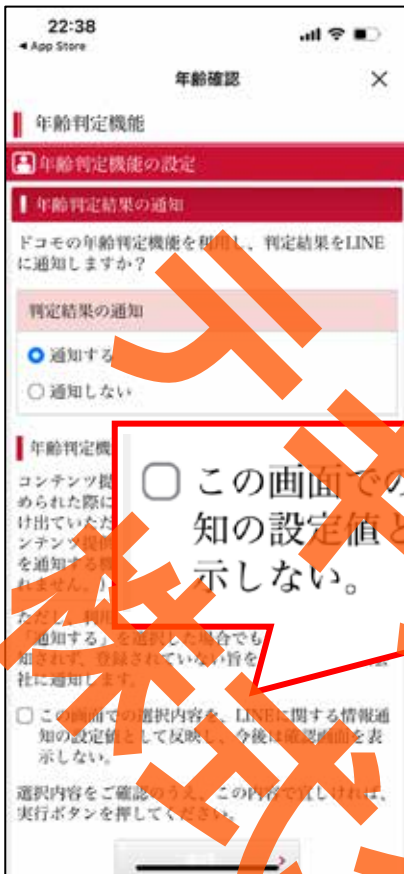 22:38
◀ App Store
年齢確認
年齢判定機能
年齢判定機能の設定
年齢判定結果の通知
ドコモの年齢判定機能を利用し、判定結果をLINE
に通知しますか？
判定結果の通知
通知する
通知しない
年齢判定機
コンテンツ提
められた際に
け出ていただ
ンテンツ提供
を通知する機
れません。)
ただし、利用
「通知する」を選択した場合でも
知されず、登録されていない旨を
社に通知します。
この画面での
知の設定値と
示しない。
この画面での選択内容を、LINEに関する情報通
知の設定値として反映し、今後は確認画面を表
示しない。
選択内容をご確認のうえ、この内容で宜しければ、
実行ボタンを押してください。